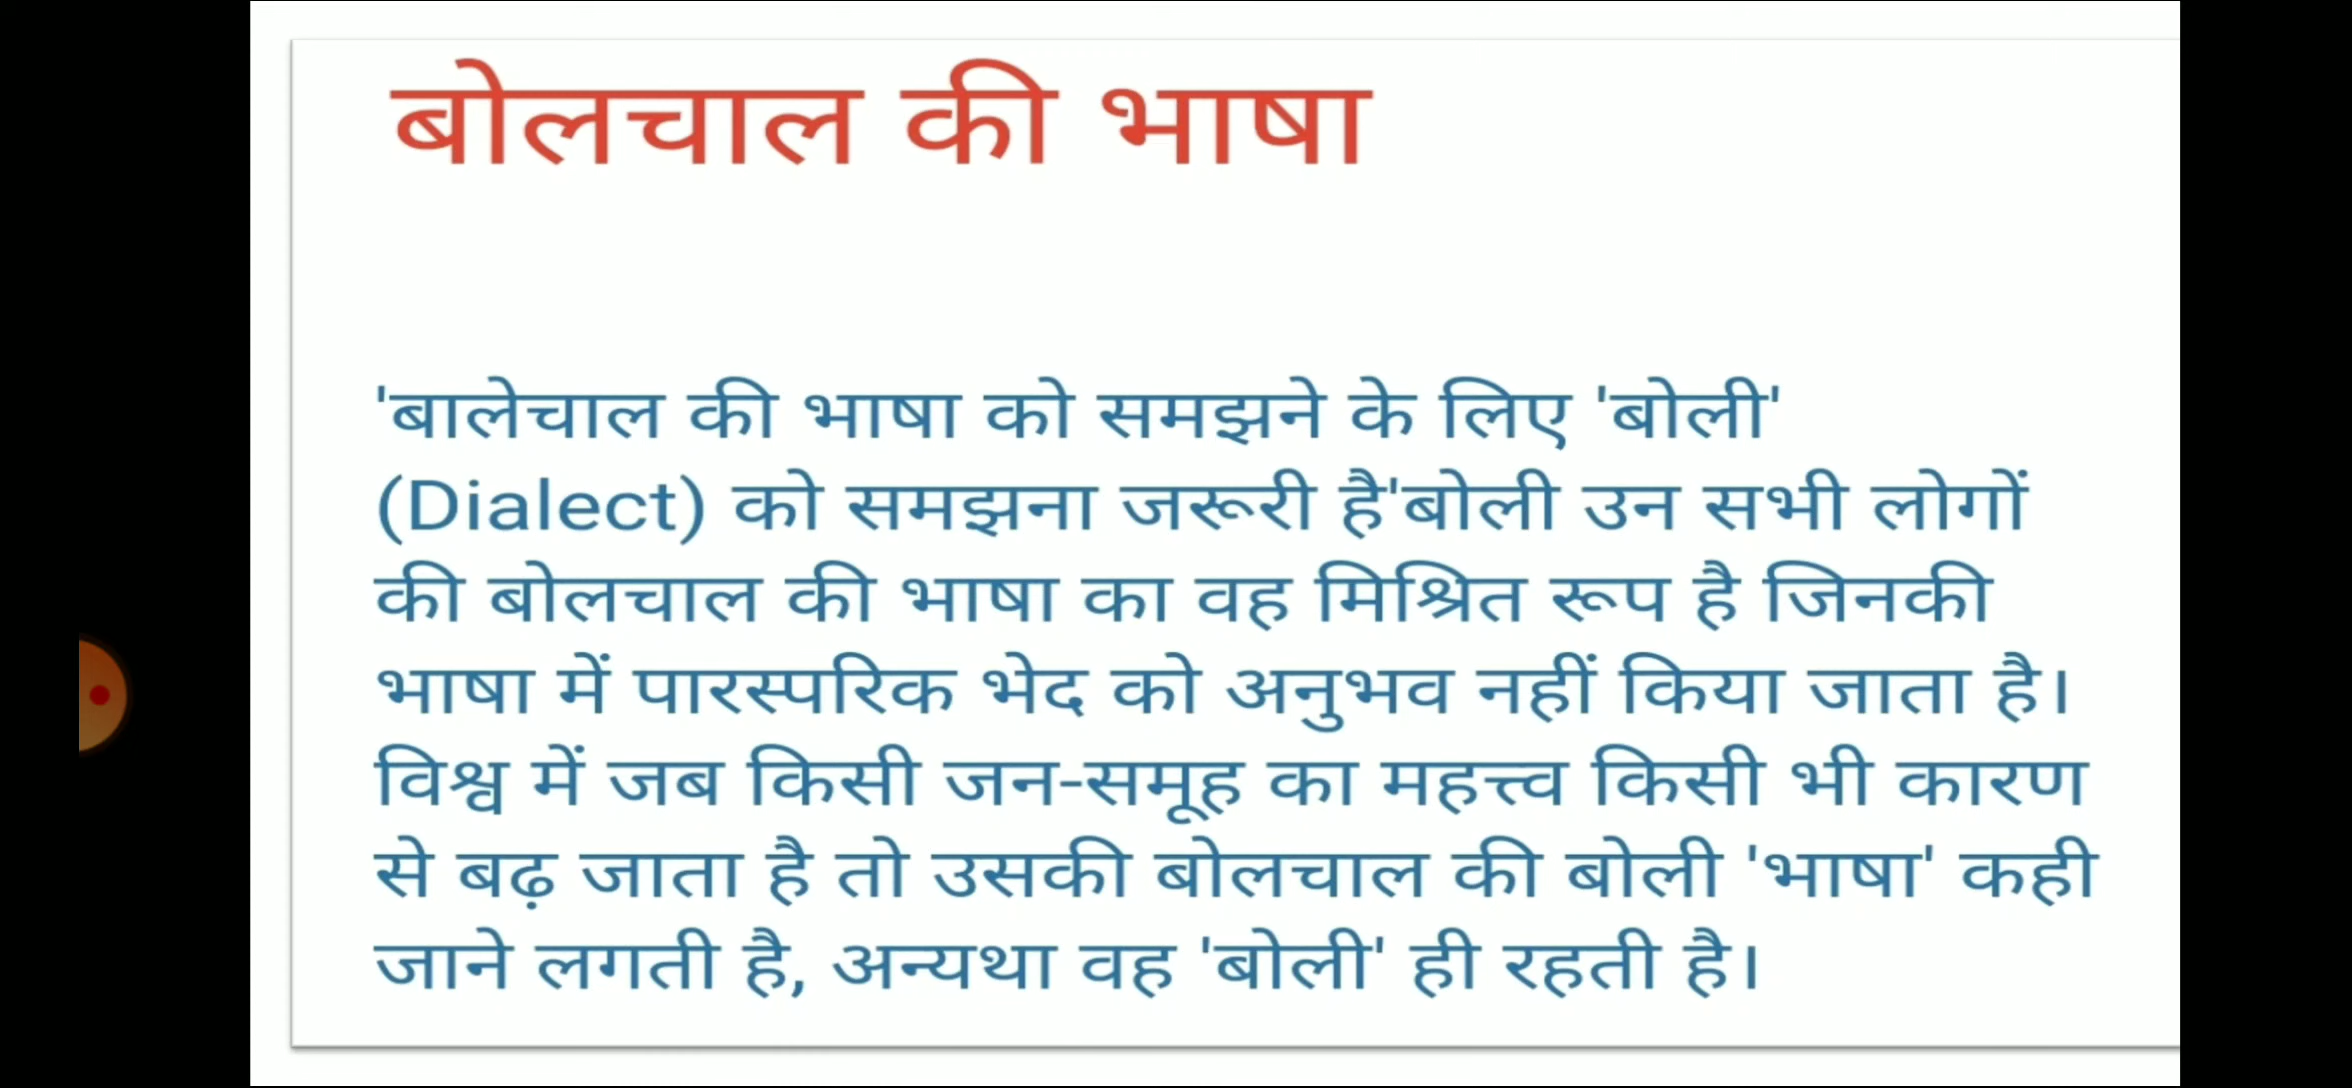 बोलचाल की भाषा
'बालेचाल की भाषा को समझने के लिए 'बोली'
(Dialect) को समझना जरूरी है'बोली उन सभी लोगों
की बोलचाल की भाषा का वह मिश्रित रूप है जिनकी
भाषा में पारस्परिक भेद को अनुभव नहीं किया जाता है।
विश्व में जब किसी जन-समूह का महत्त्व किसी भी कारण
से बढ़ जाता है तो उसकी बोलचाल की बोली 'भाषा' कही
जाने लगती है, अन्यथा वह 'बोली' ही रहती है।